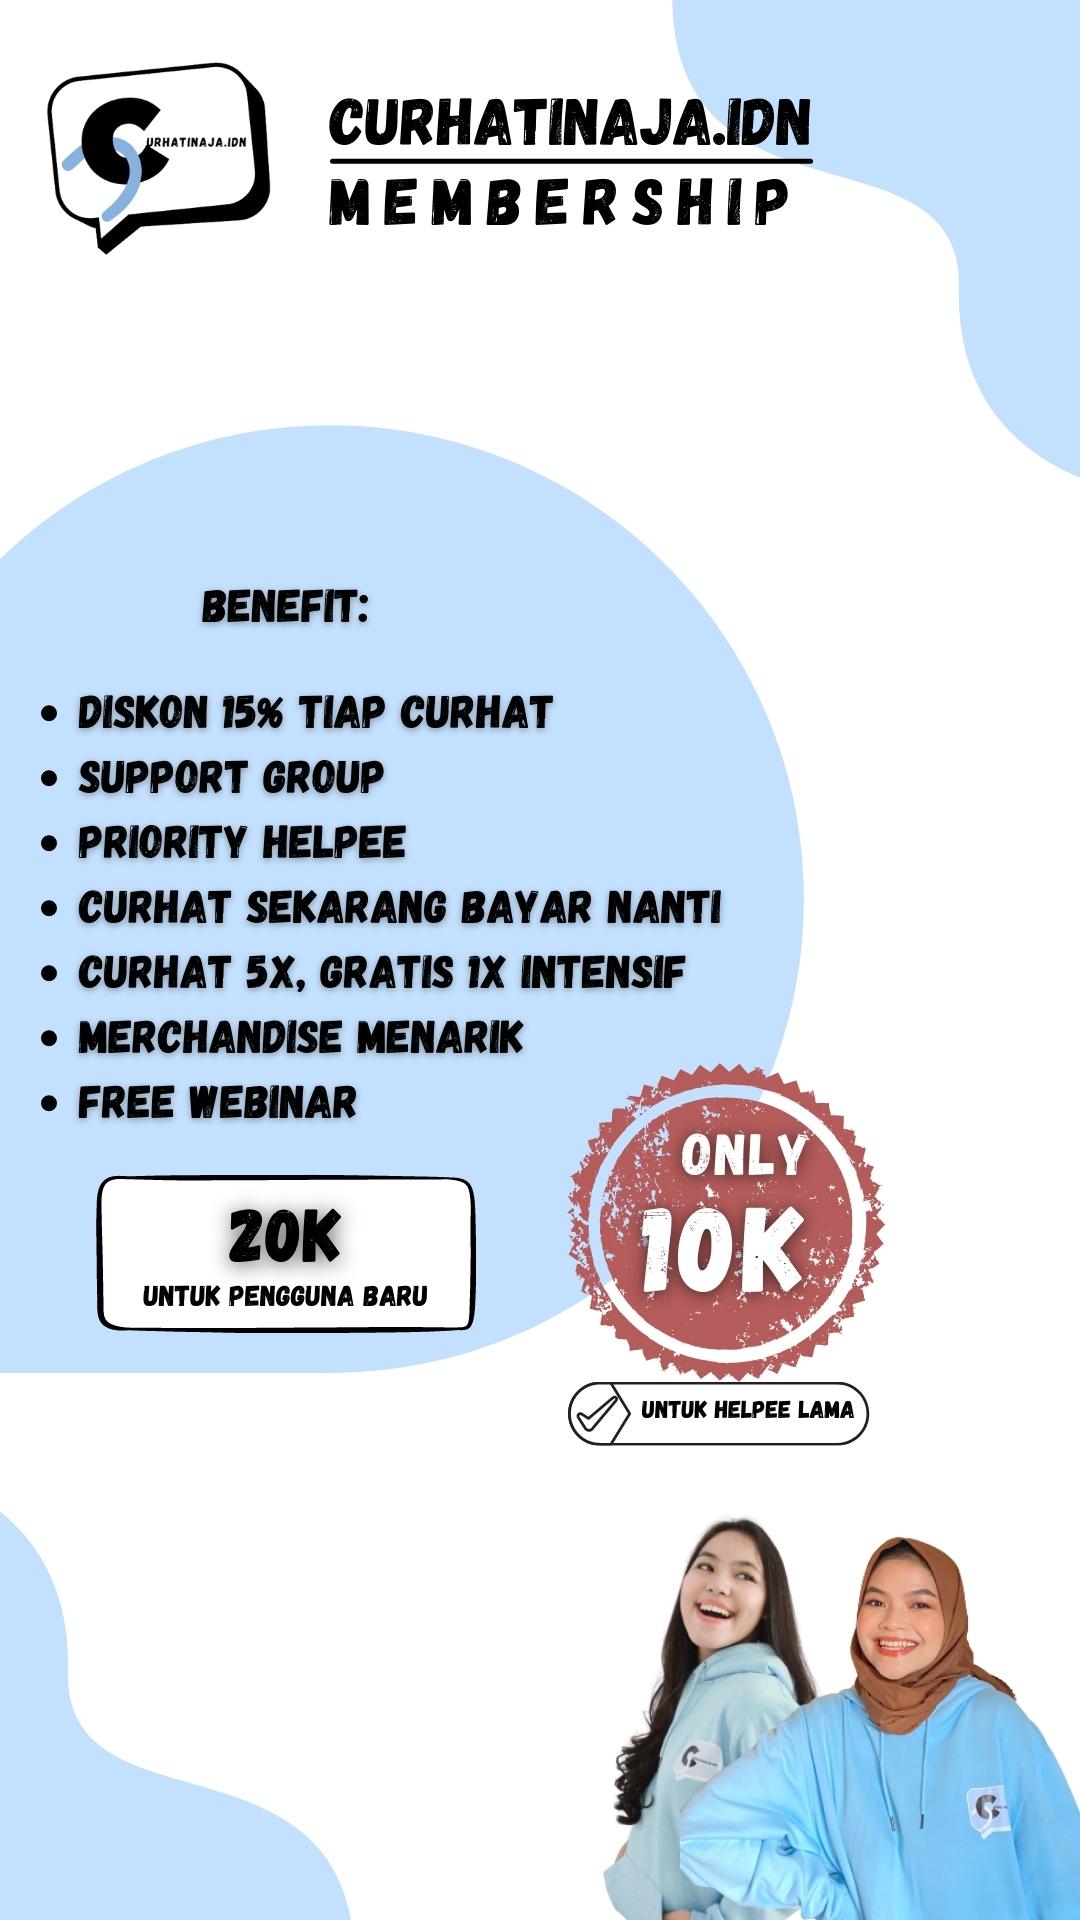 URHATINAJA.IDN
CURHATINAJA.IDN
MEMBERSHIP
BENEFIT:
• DISKON 15% TIAP CURHAT
• SUPPORT GROUP
• PRIORITY HELPEE
• CURHAT SEKARANG BAYAR NANTI
• CURHAT 5X, GRATIS 1X INTENSIF
• MERCHANDISE MENARIK
• FREE WEBINAR
20K
UNTUK PENGGUNA BARU
ONLY
10K
UNTUK HELPEE LAMA